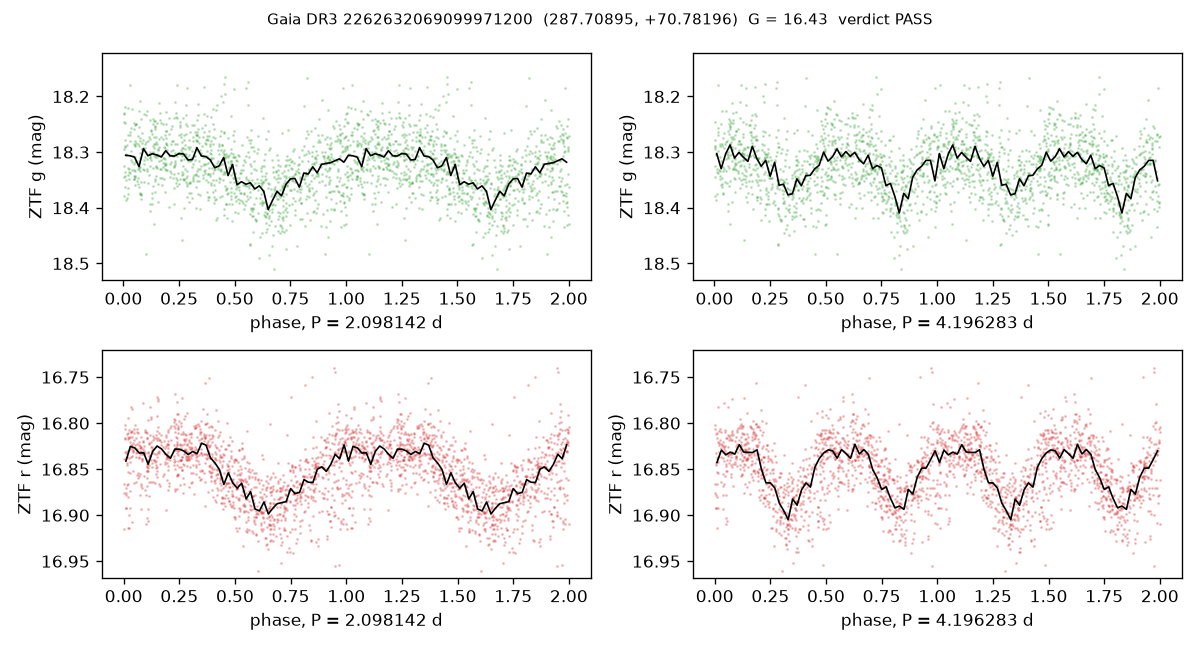 Gaia DR3 2262632069099971200 (287.70895, +70.78196) G = 16.43 verdict PASS
ZTF g (mag)
18.2
18.3
18.4
18.5
0.00 0.25 0.50 0.75 1.00 1.25 1.50 1.75 2.00
phase, P = 2.098142 d
ZTF g (mag)
18.2
18.3
18.4
18.5
0.00 0.25 0.50 0.75 1.00 1.25 1.50 1.75 2.00
phase, P = 4.196283 d
ZTF r (mag)
16.75
16.80
16.85
16.90
16.95
0.00 0.25 0.50 0.75 1.00 1.25 1.50 1.75 2.00
phase, P = 2.098142 d
ZTF r (mag)
16.75
16.80
16.85
16.90
16.95
0.00 0.25 0.50 0.75 1.00 1.25 1.50 1.75 2.00
phase, P = 4.196283 d